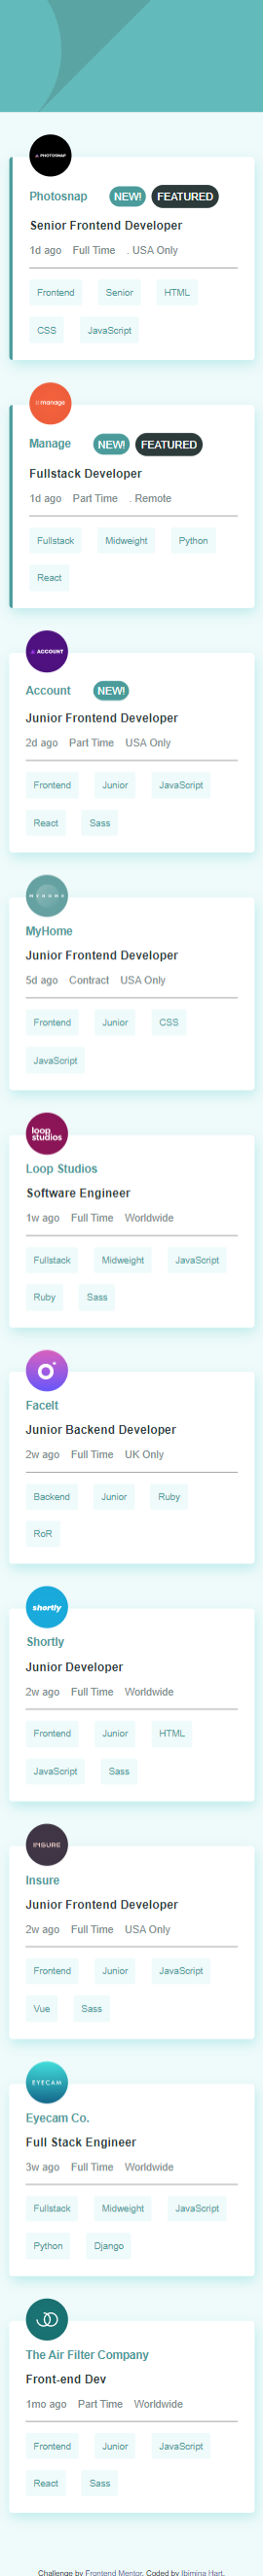 PHOTOSNAP
Photosnap NEW! FEATURED
Senior Frontend Developer
1d ago Full Time . USA Only
Frontend Senior HTML
CSS JavaScript
manage
Manage NEW! FEATURED
Fullstack Developer
1d ago Part Time . Remote
Fullstack Midweight Python
React
ACCOUNT
Account NEW!
Junior Frontend Developer
2d ago Part Time USA Only
Frontend Junior JavaScript
React Sass
MYHOME
MyHome
Junior Frontend Developer
5d ago Contract USA Only
Frontend Junior CSS
JavaScript
loop
studios
Loop Studios
Software Engineer
1w ago Full Time Worldwide
Fullstack Midweight JavaScript
Ruby Sass
FaceIt
Junior Backend Developer
2w ago Full Time UK Only
Backend Junior Ruby
RoR
shortly
Shortly
Junior Developer
2w ago Full Time Worldwide
Frontend Junior HTML
JavaScript Sass
INSURE
Insure
Junior Frontend Developer
2w ago Full Time USA Only
Frontend Junior JavaScript
Vue Sass
EYECAM
Eyecam Co.
Full Stack Engineer
3w ago Full Time Worldwide
Fullstack Midweight JavaScript
Python Django
The Air Filter Company
Front-end Dev
1mo ago Part Time Worldwide
Frontend Junior JavaScript
React Sass
Challenge by Frontend Mentor. Coded by Ibimina Hart.